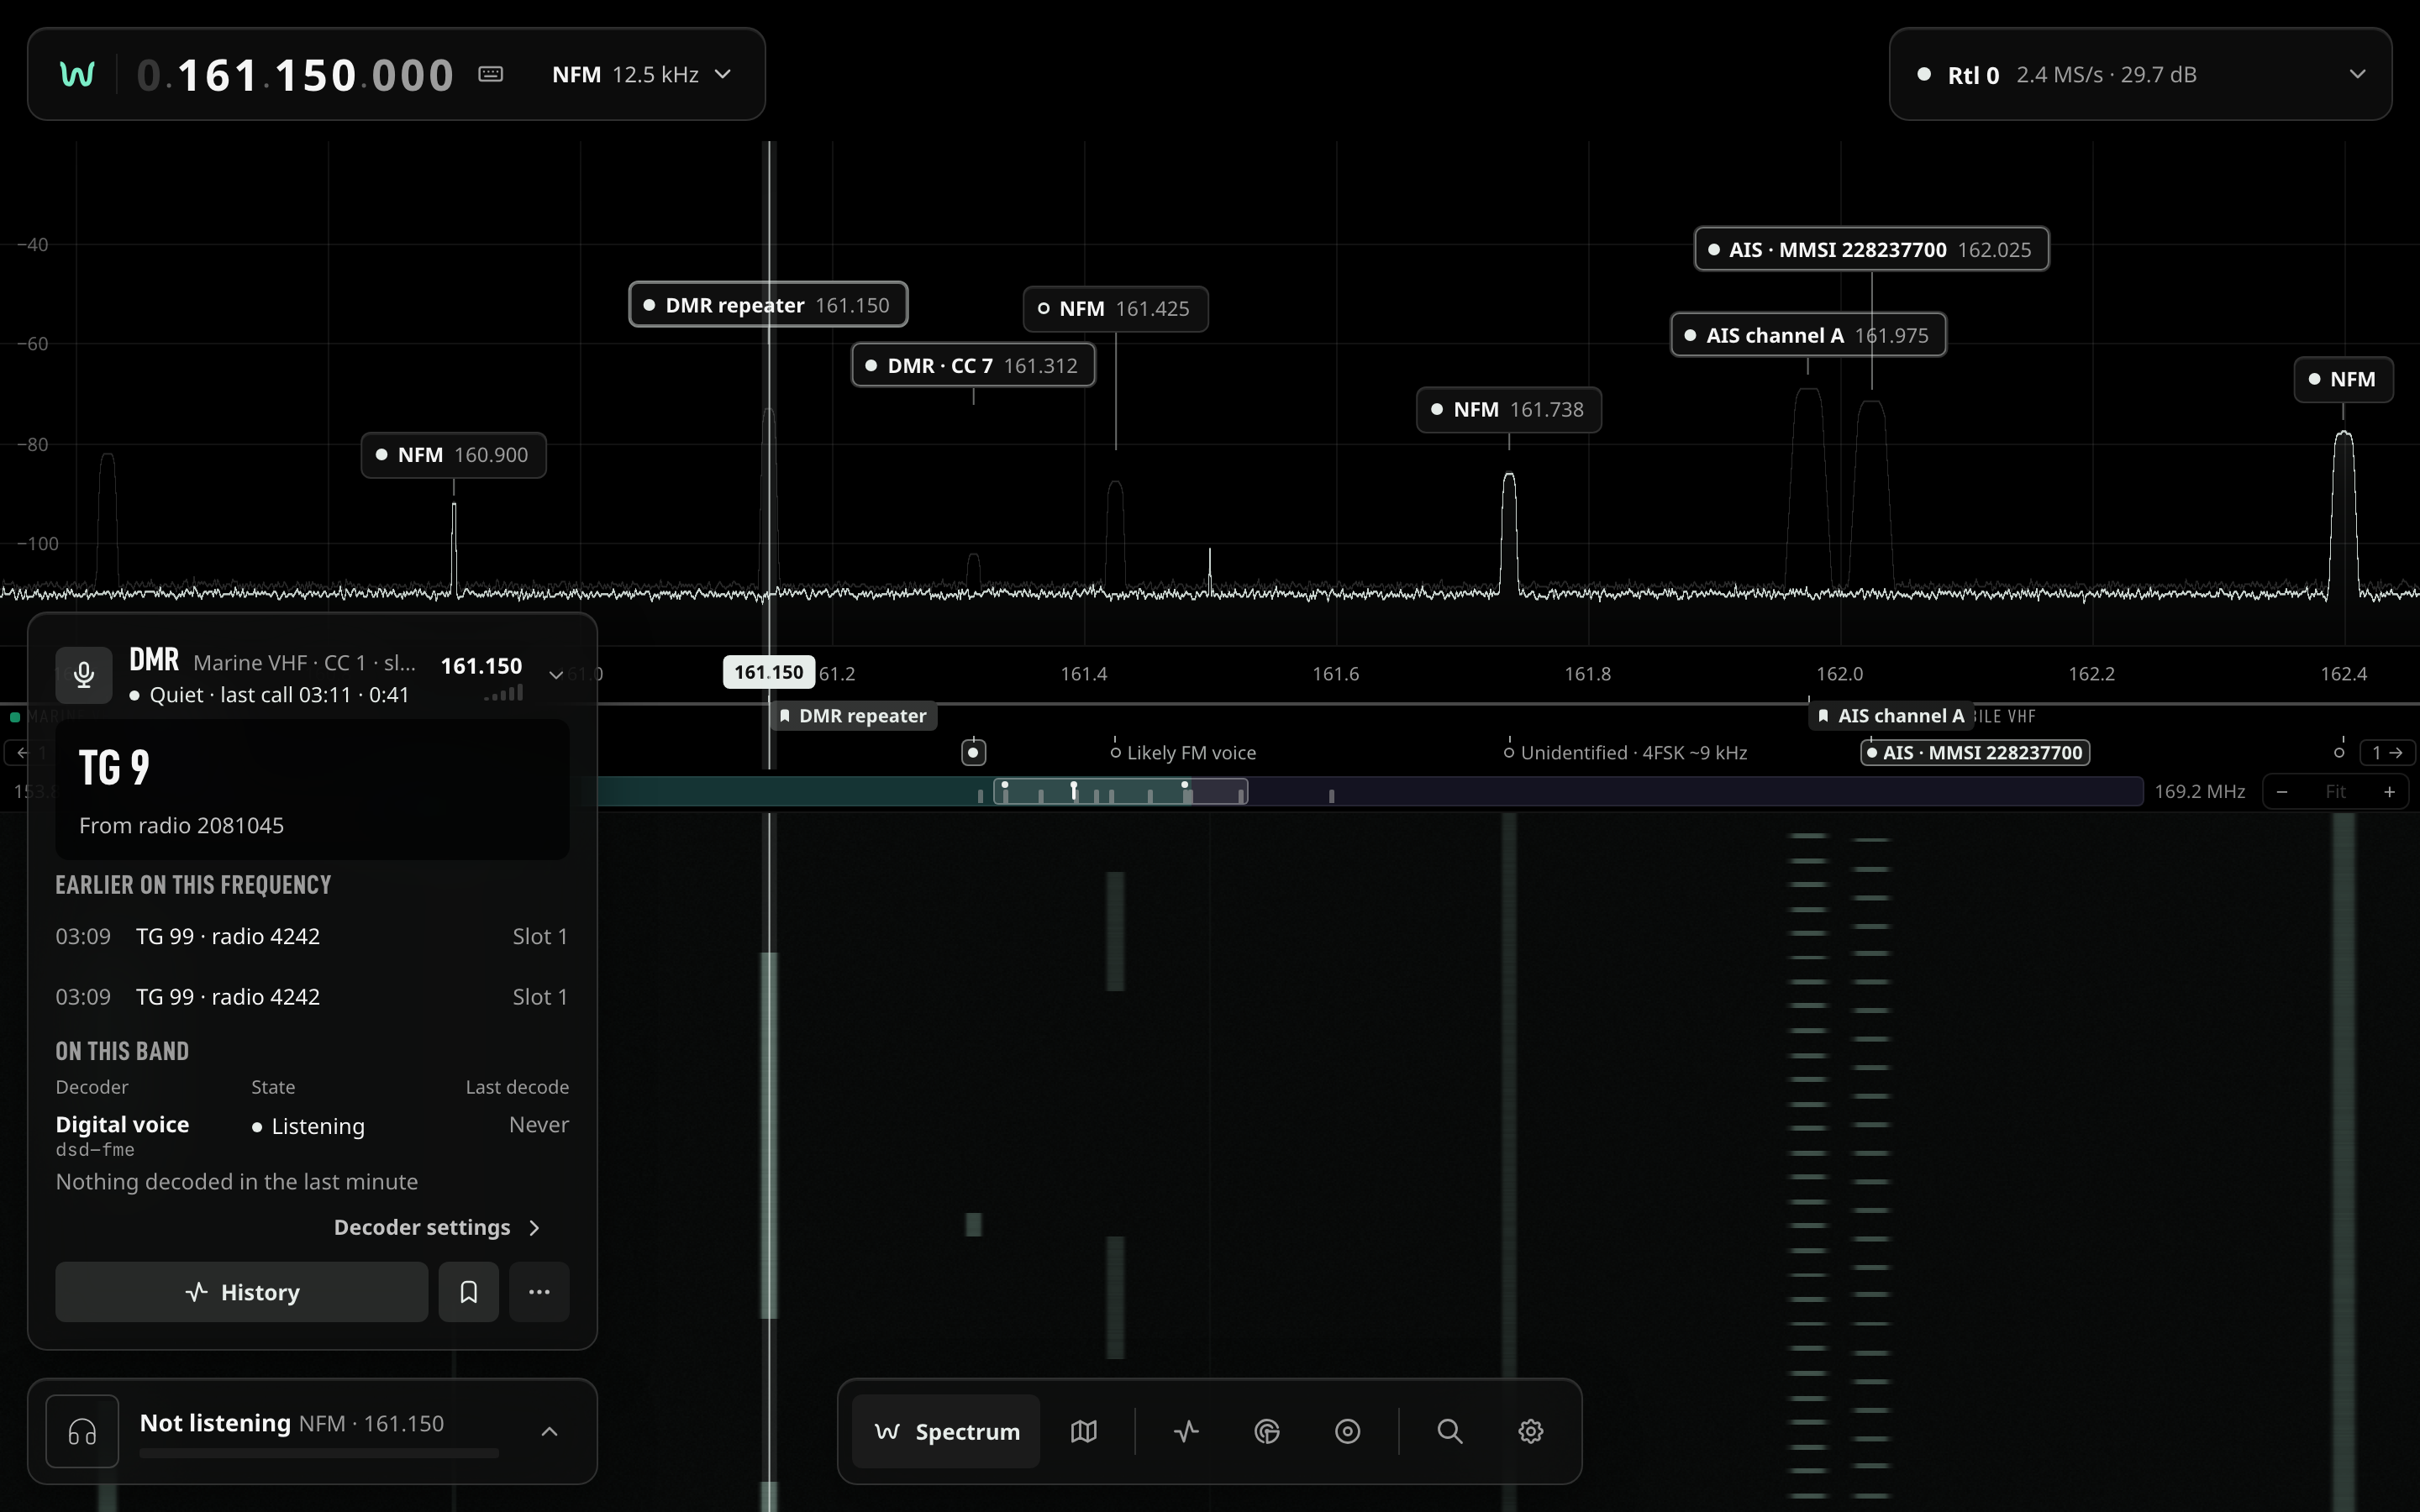 0.161.150.000
NFM 12.5 kHz
Rtl 0 2.4 MS/s · 29.7 dB
−40
AIS · MMSI 228237700 162.025
DMR repeater 161.150
NFM 161.425
−60
AIS channel A 161.975
DMR · CC 7 161.312
NFM
NFM 161.738
−80
NFM 160.900
−100
161.150
61.2
161.4
161.6
161.8
162.0
162.2
162.4
DMR Marine VHF · CC 1 · sl... 161.150
Quiet · last call 03:11 · 0:41
DMR repeater
AIS channel A
BILE VHF
Likely FM voice
Unidentified · 4FSK ~9 kHz
AIS · MMSI 228237700
1 →
169.2 MHz
− Fit +
TG 9
From radio 2081045
EARLIER ON THIS FREQUENCY
03:09 TG 99 · radio 4242 Slot 1
03:09 TG 99 · radio 4242 Slot 1
ON THIS BAND
Decoder State Last decode
Digital voice Listening Never
dsd-fme
Nothing decoded in the last minute
Decoder settings
History
Not listening NFM · 161.150
Spectrum